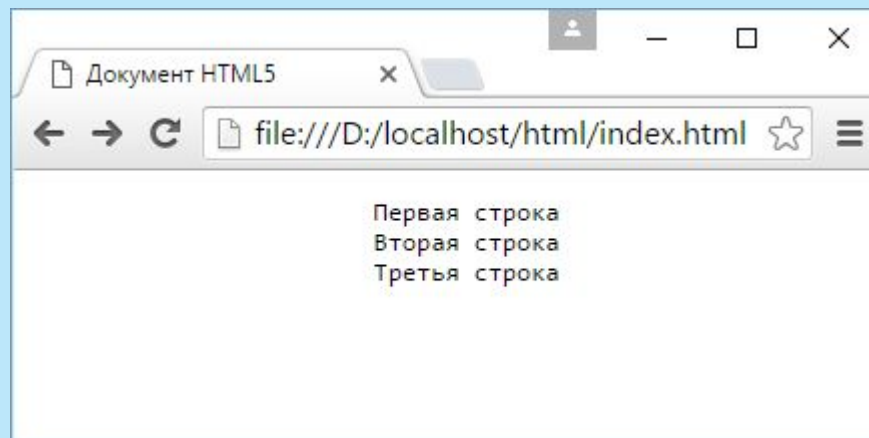 Документ HTML5
file:///D:/localhost/html/index.html
Первая строка
Вторая строка
Третья строка